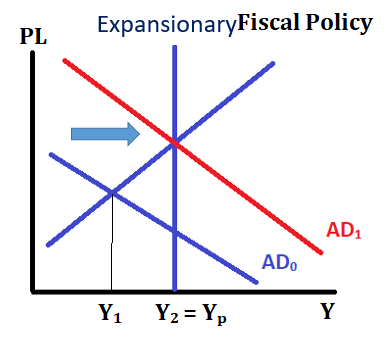 Expansionary Fiscal Policy
PL
AD₁
AD₀
Y₁ Y₂ = Yₚ Y